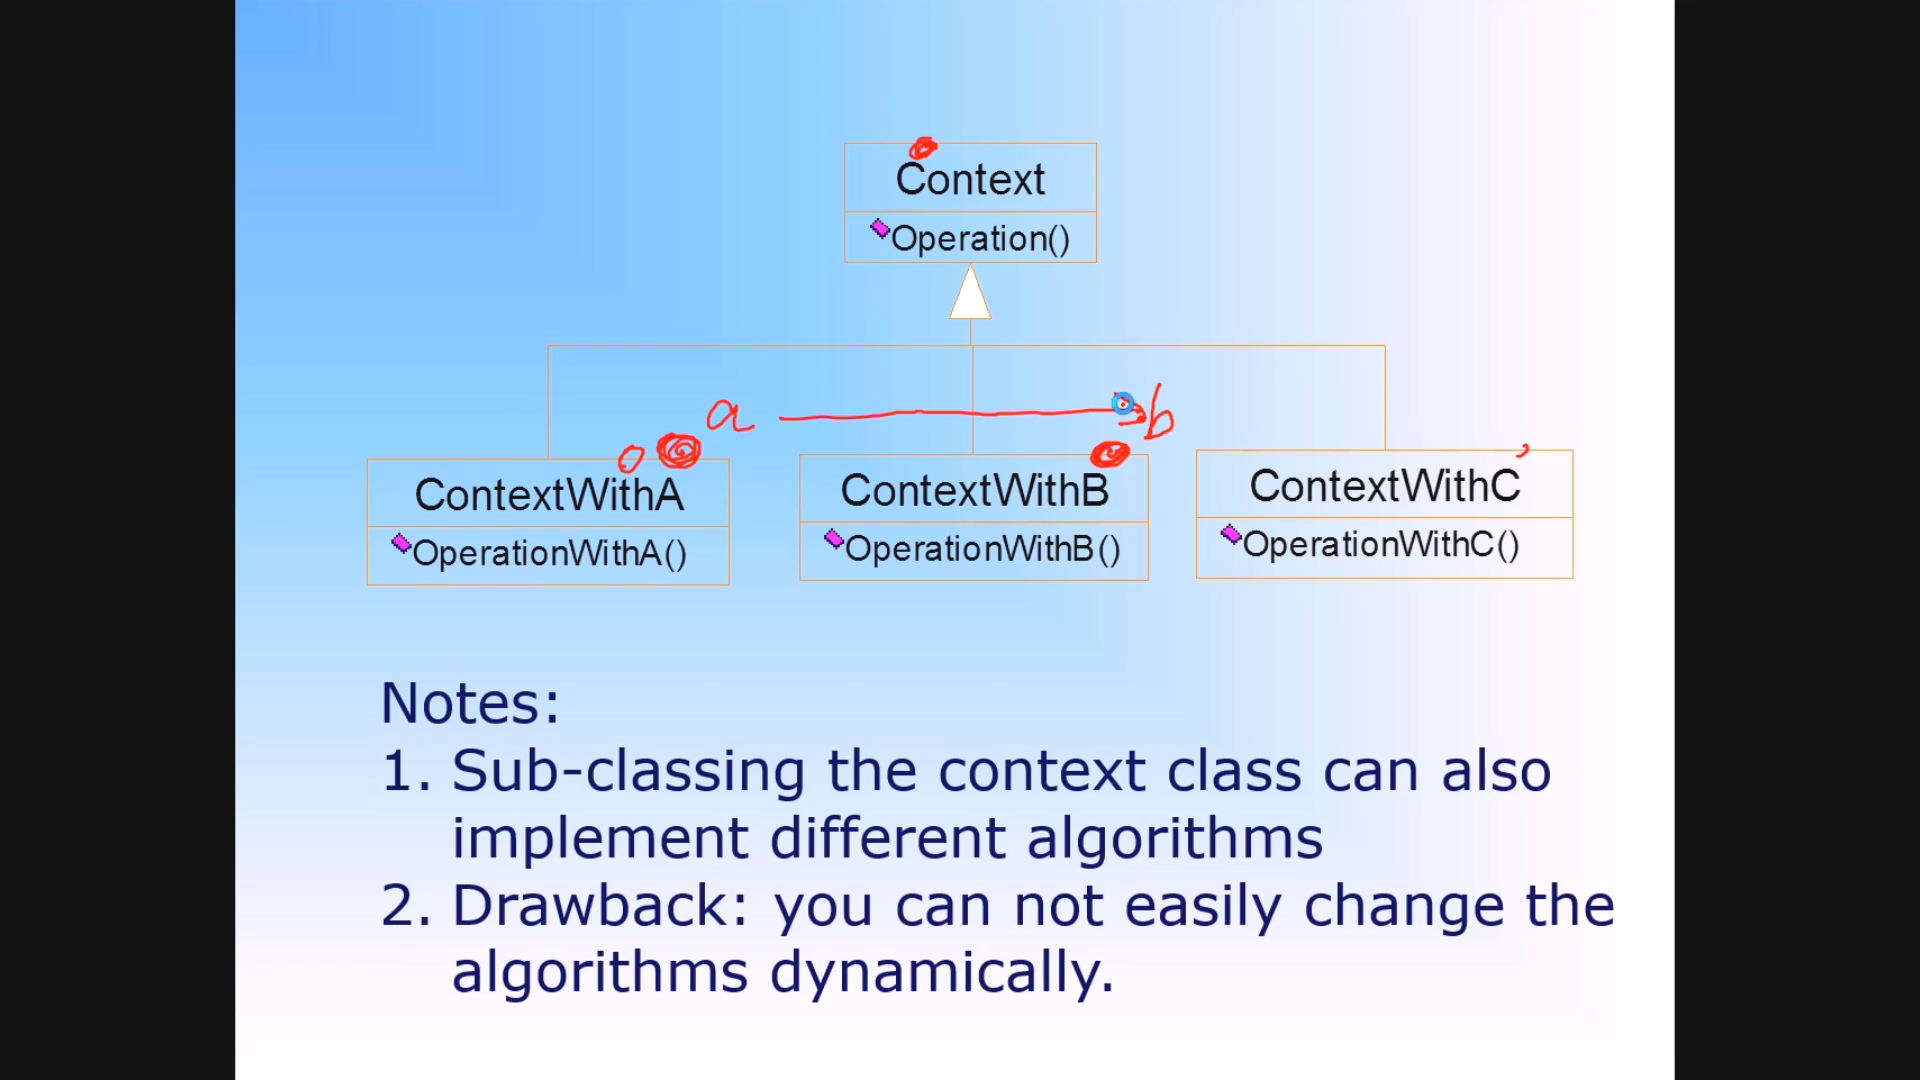 Context
Operation()
a b
ContextWithA ContextWithB ContextWithC
OperationWithA() OperationWithB() OperationWithC()
Notes:
1. Sub-classing the context class can also
implement different algorithms
2. Drawback: you can not easily change the
algorithms dynamically.